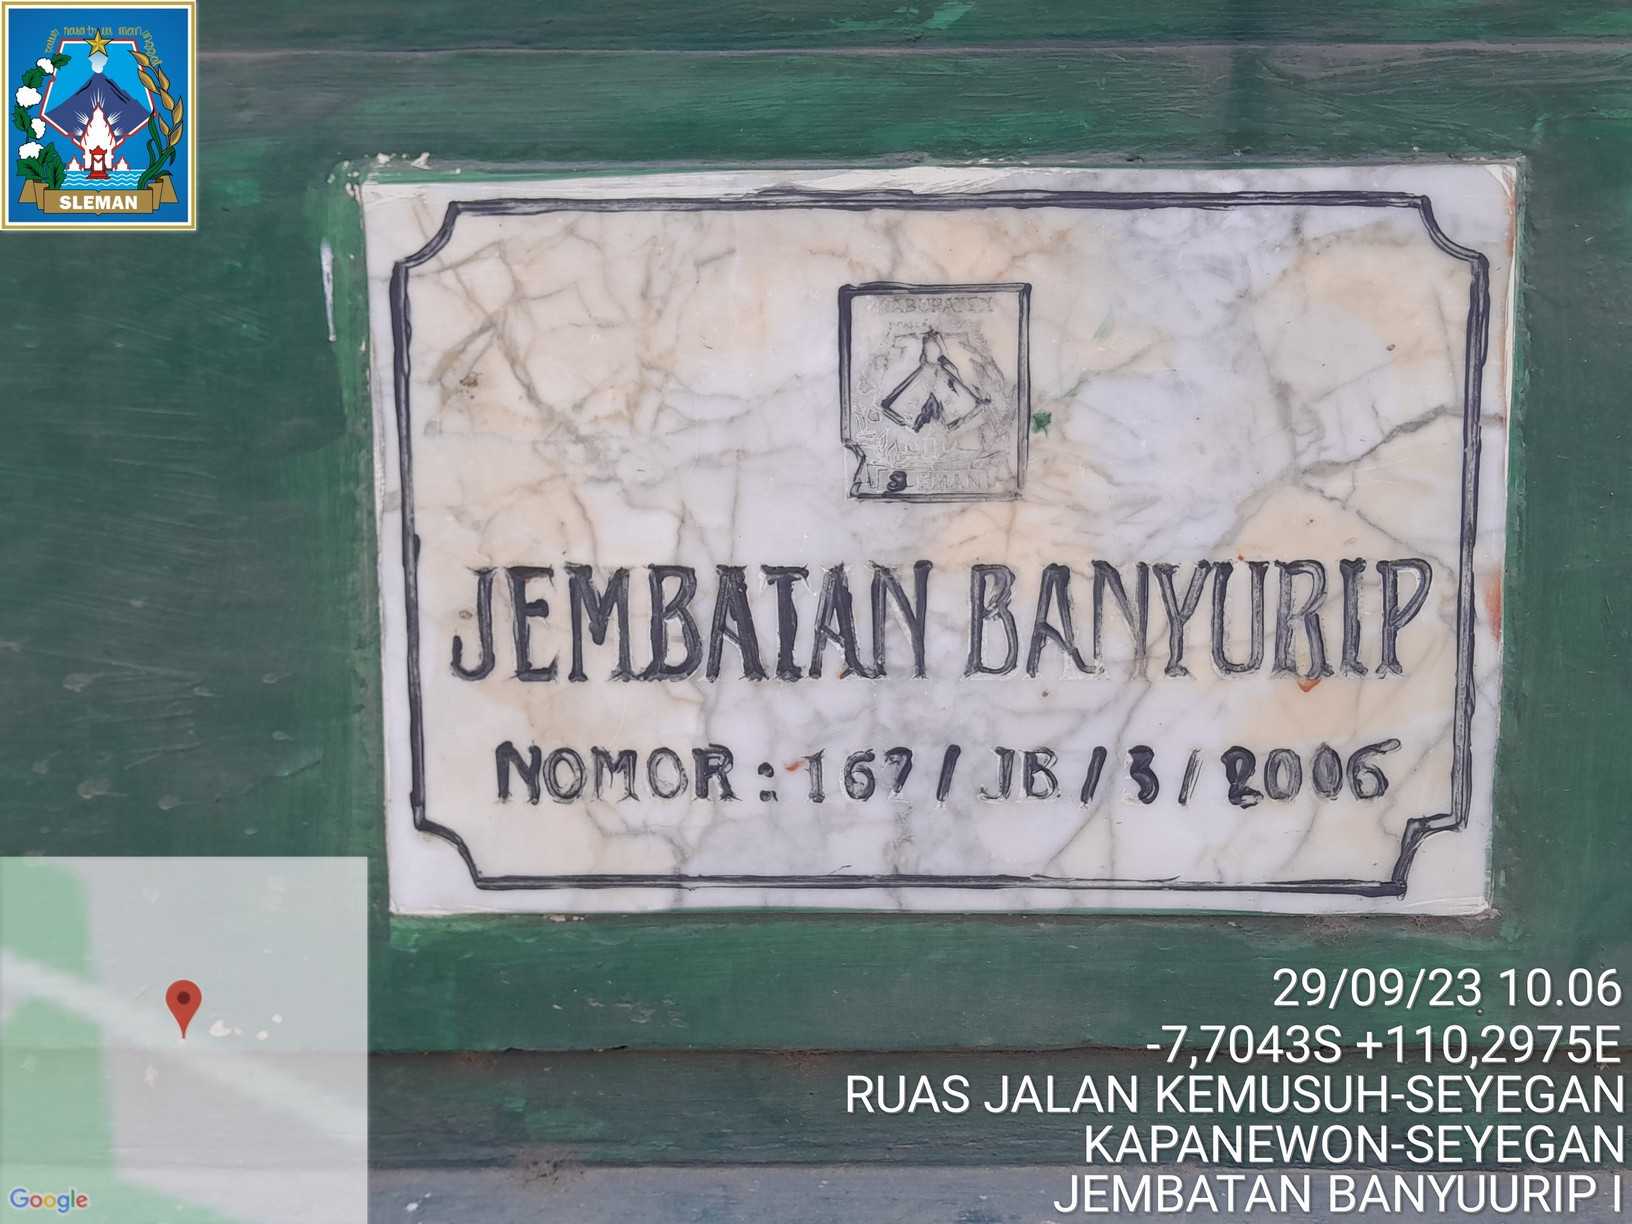 SLEMAN
KABUPATEN
SLEMAN
JEMBATAN BANYURIP
NOMOR : 167 / JB / 3 / 2006
29/09/23 10.06
-7,7043S +110,2975E
RUAS JALAN KEMUSUH-SEYEGAN
KAPANEWON-SEYEGAN
JEMBATAN BANYUURIP I
Google